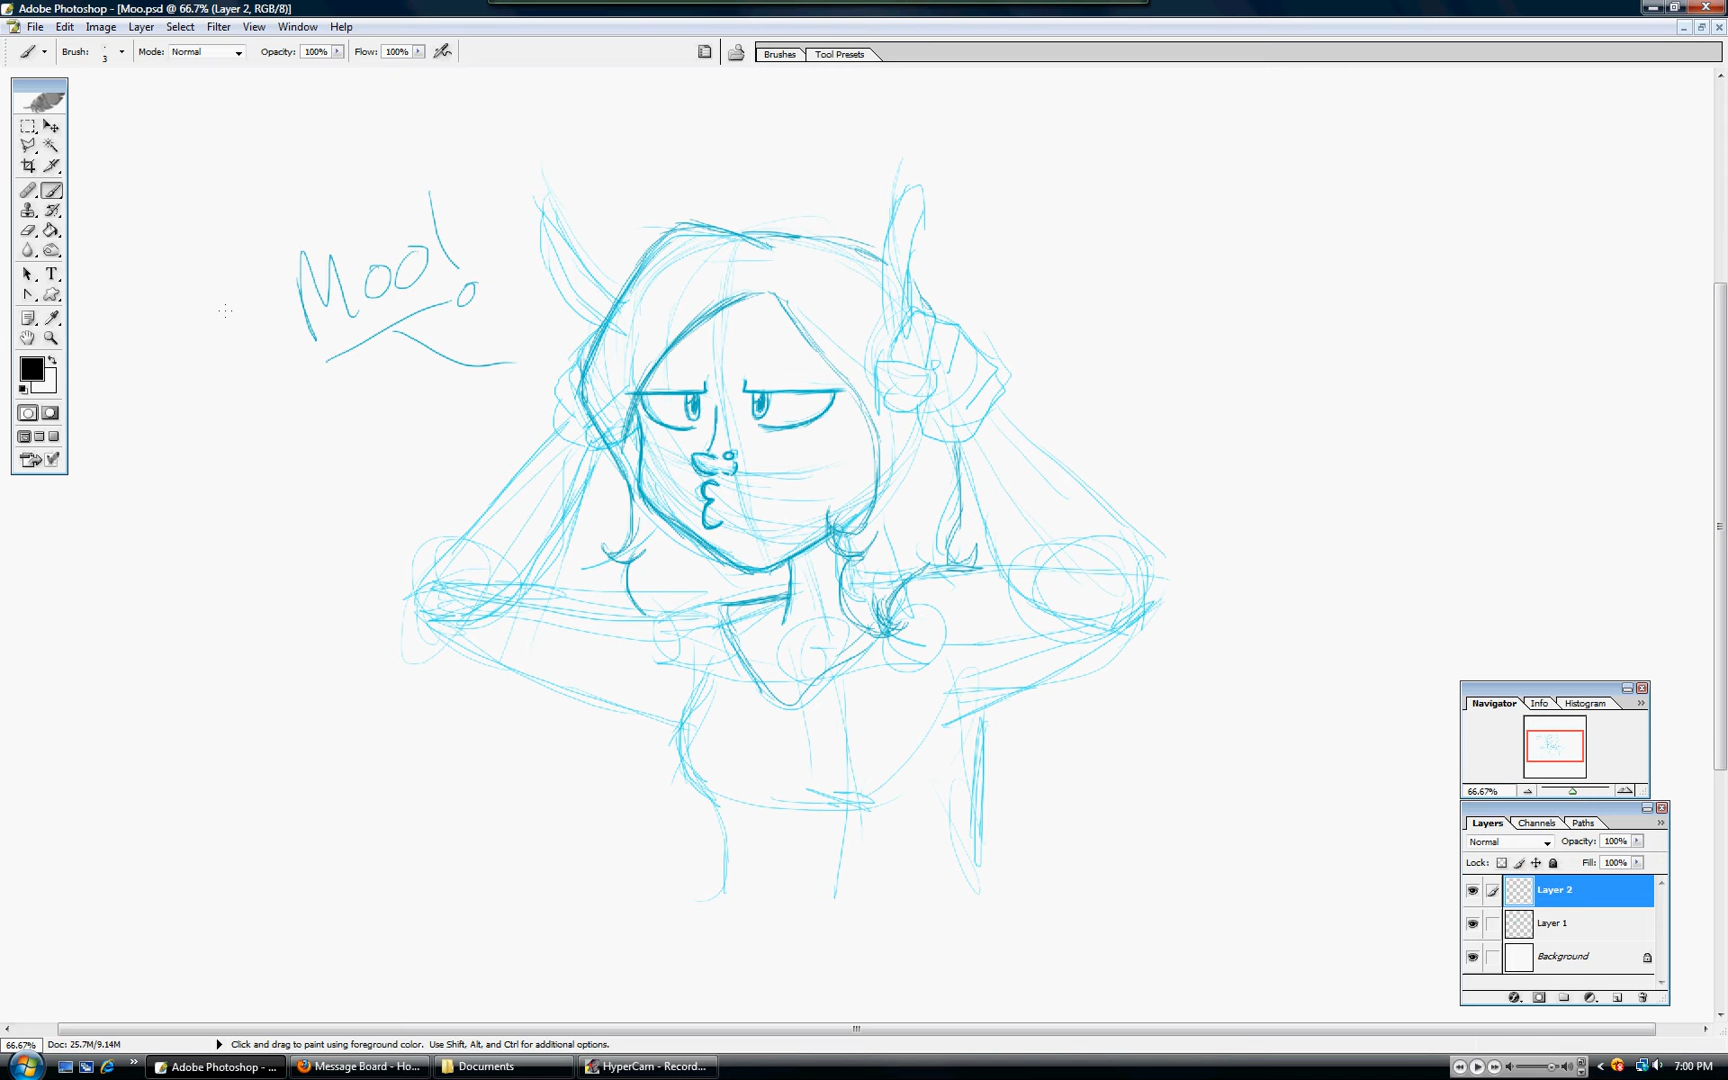 Adobe Photoshop - [Moo.psd @ 66.7% (Layer 2, RGB/8)]
File Edit Image Layer Select Filter View Window Help
Brush: 3 Mode: Normal Opacity: 100% Flow: 100% Brushes Tool Presets
Moo!
Navigator Info Histogram
66.67%
Layers Channels Paths
Normal Opacity: 100%
Lock: Fill: 100%
Layer 2
Layer 1
Background
66.67% Doc: 25.7M/9.14M Click and drag to paint using foreground color. Use Shift, Alt, and Ctrl for additional options.
Adobe Photoshop - ... Message Board - Ho... Documents HyperCam - Record... 7:00 PM